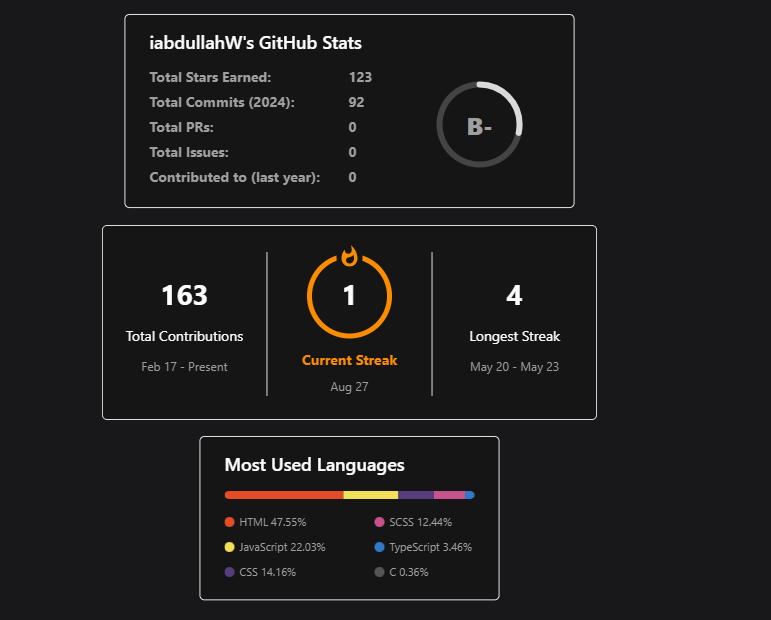 iabdullahW's GitHub Stats
Total Stars Earned: 123
Total Commits (2024): 92
Total PRs: 0
Total Issues: 0
Contributed to (last year): 0
B-
163
Total Contributions
Feb 17 - Present
1
Current Streak
Aug 27
4
Longest Streak
May 20 - May 23
Most Used Languages
HTML 47.55%
JavaScript 22.03%
CSS 14.16%
SCSS 12.44%
TypeScript 3.46%
C 0.36%